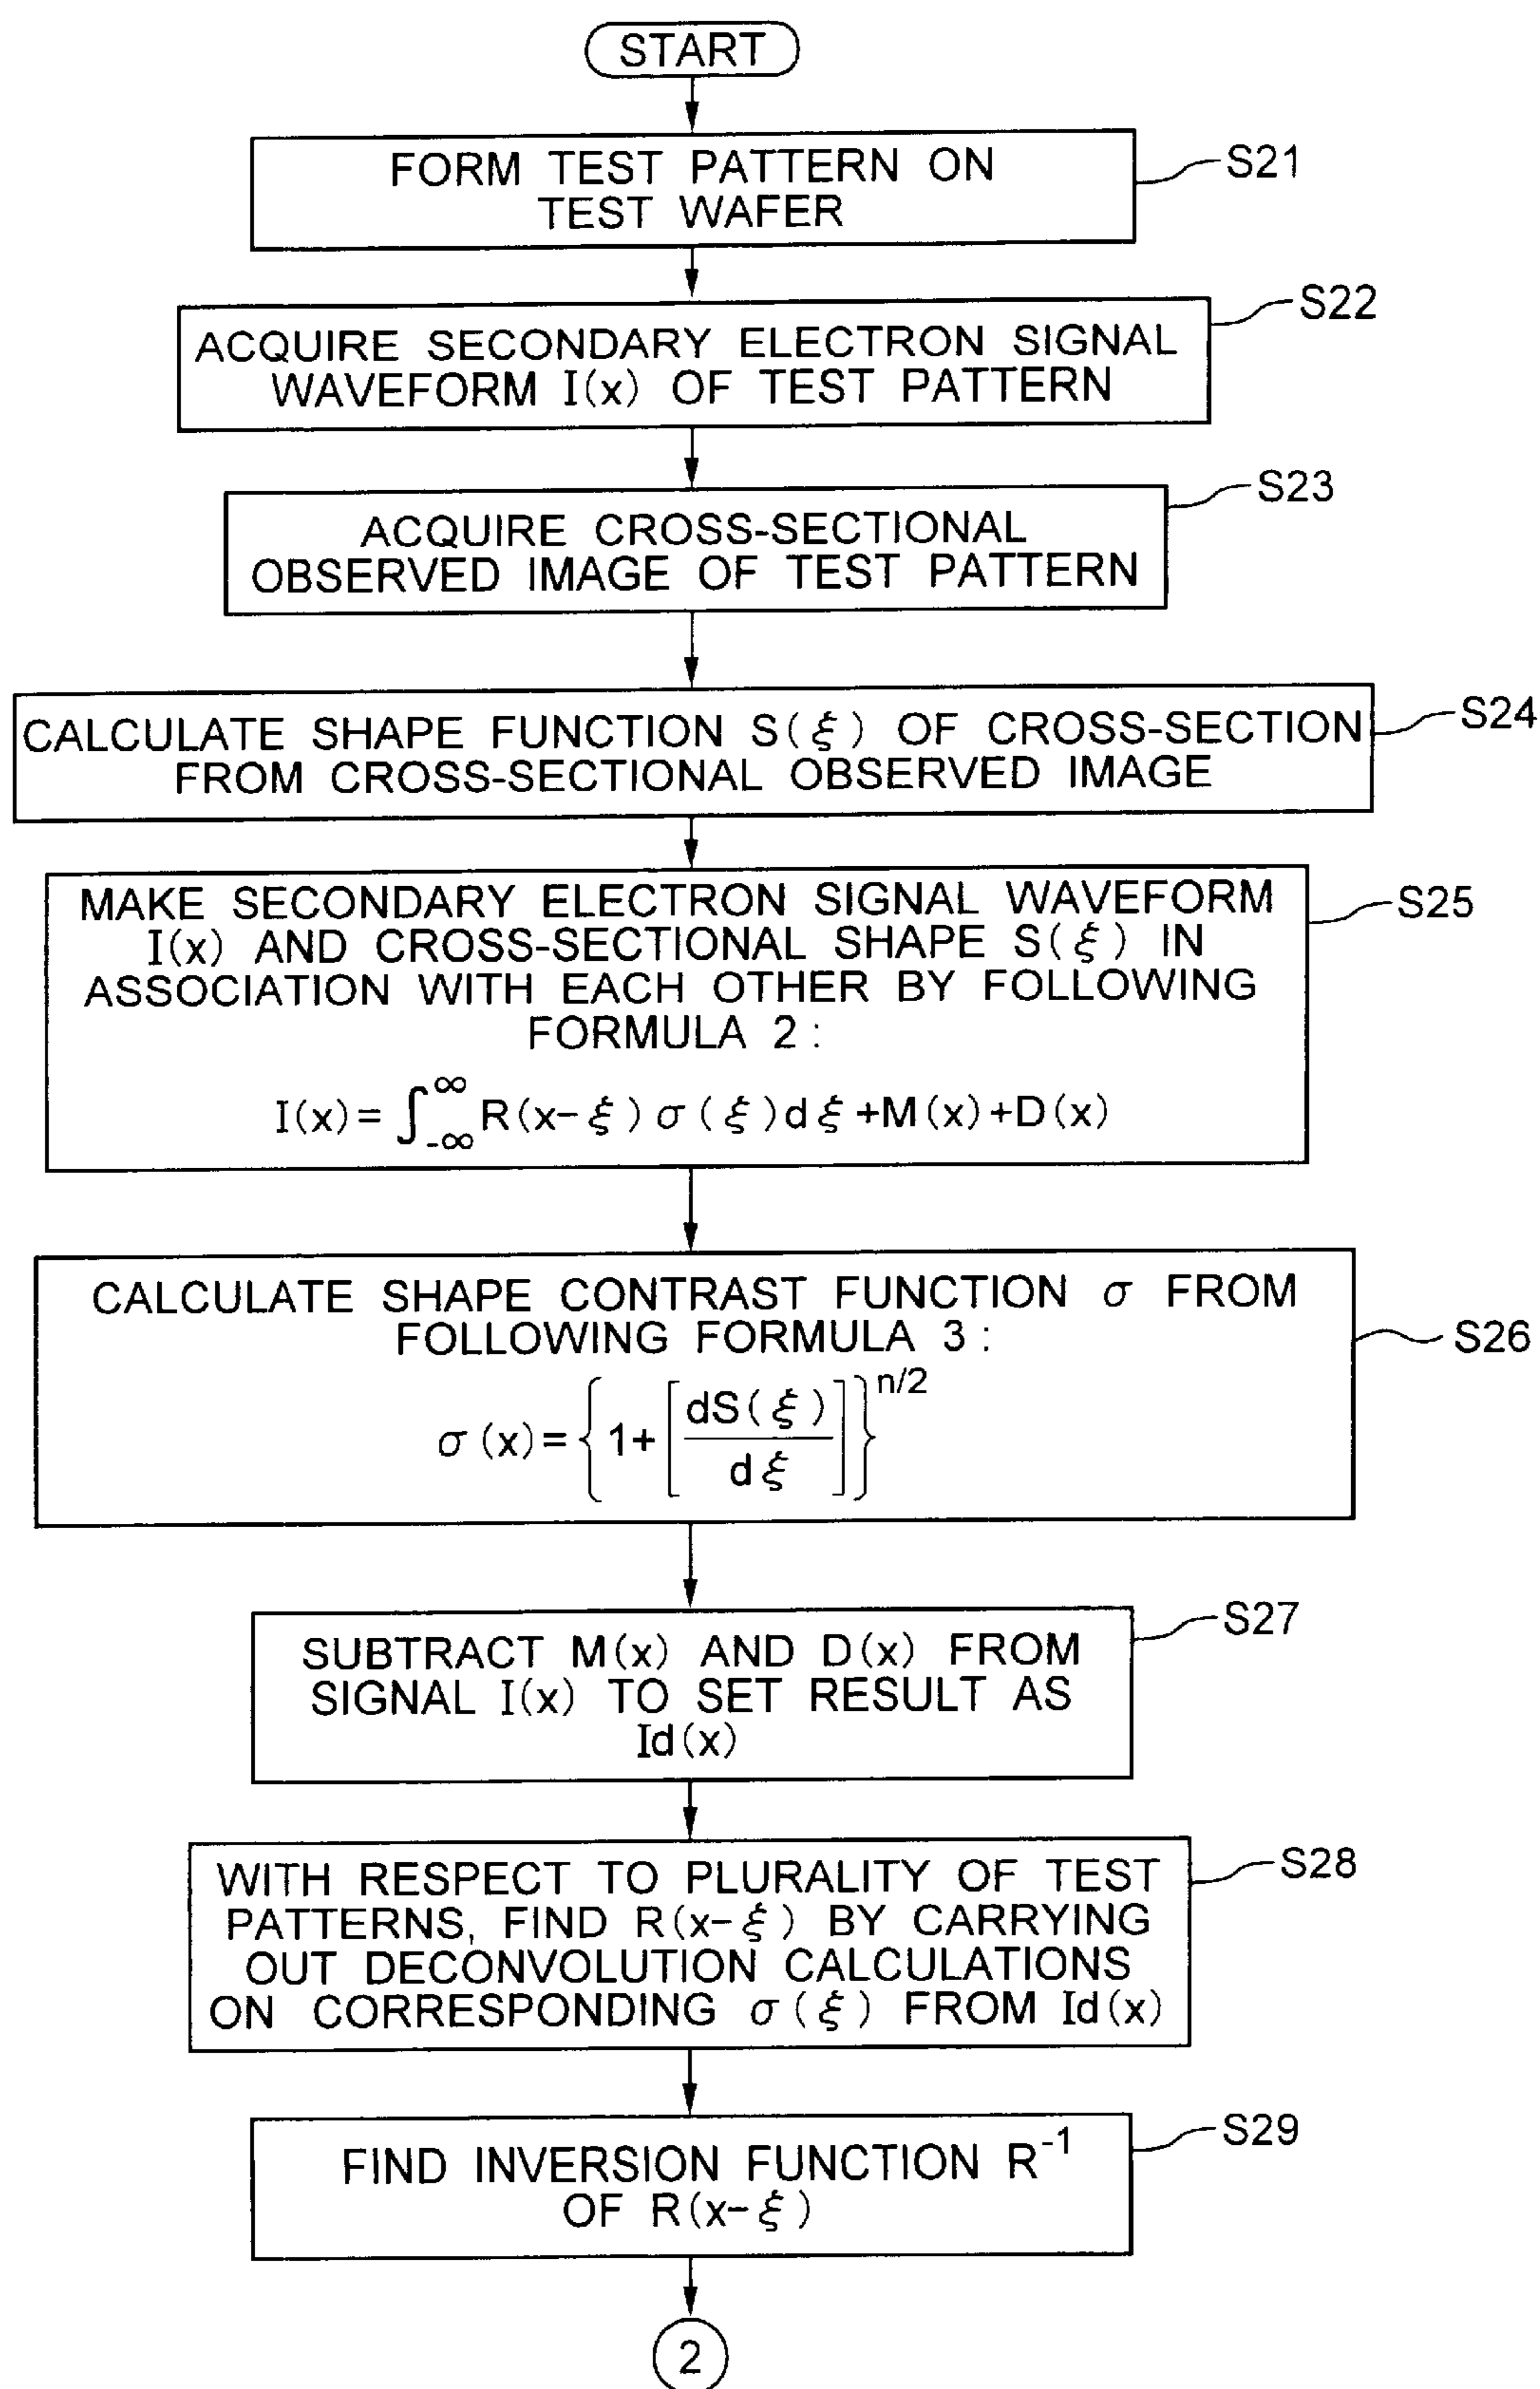 START
FORM TEST PATTERN ON
TEST WAFER
S21
ACQUIRE SECONDARY ELECTRON SIGNAL
WAVEFORM I(x) OF TEST PATTERN
S22
ACQUIRE CROSS-SECTIONAL
OBSERVED IMAGE OF TEST PATTERN
S23
CALCULATE SHAPE FUNCTION S(ξ) OF CROSS-SECTION
FROM CROSS-SECTIONAL OBSERVED IMAGE
S24
MAKE SECONDARY ELECTRON SIGNAL WAVEFORM
I(x) AND CROSS-SECTIONAL SHAPE S(ξ) IN
ASSOCIATION WITH EACH OTHER BY FOLLOWING
FORMULA 2:
I(x)=∫_{-∞}^{∞} R(x-ξ)σ(ξ)dξ+M(x)+D(x)
S25
CALCULATE SHAPE CONTRAST FUNCTION σ FROM
FOLLOWING FORMULA 3:
σ(x)={1+[dS(ξ)/dξ]}^{n/2}
S26
SUBTRACT M(x) AND D(x) FROM
SIGNAL I(x) TO SET RESULT AS
Id(x)
S27
WITH RESPECT TO PLURALITY OF TEST
PATTERNS, FIND R(x-ξ) BY CARRYING
OUT DECONVOLUTION CALCULATIONS
ON CORRESPONDING σ(ξ) FROM Id(x)
S28
FIND INVERSION FUNCTION R^{-1}
OF R(x-ξ)
S29
2